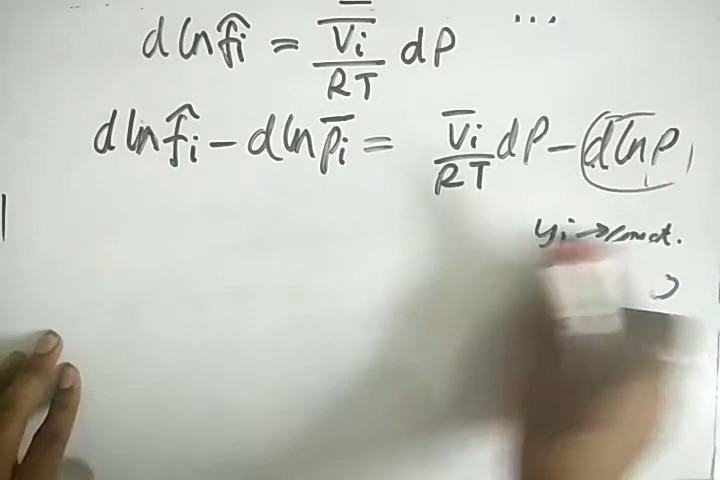 d ln f̂i = V̄i/RT dP ...
d ln f̂i − d ln p̄i = V̄i/RT dP − d ln P
yi → const.